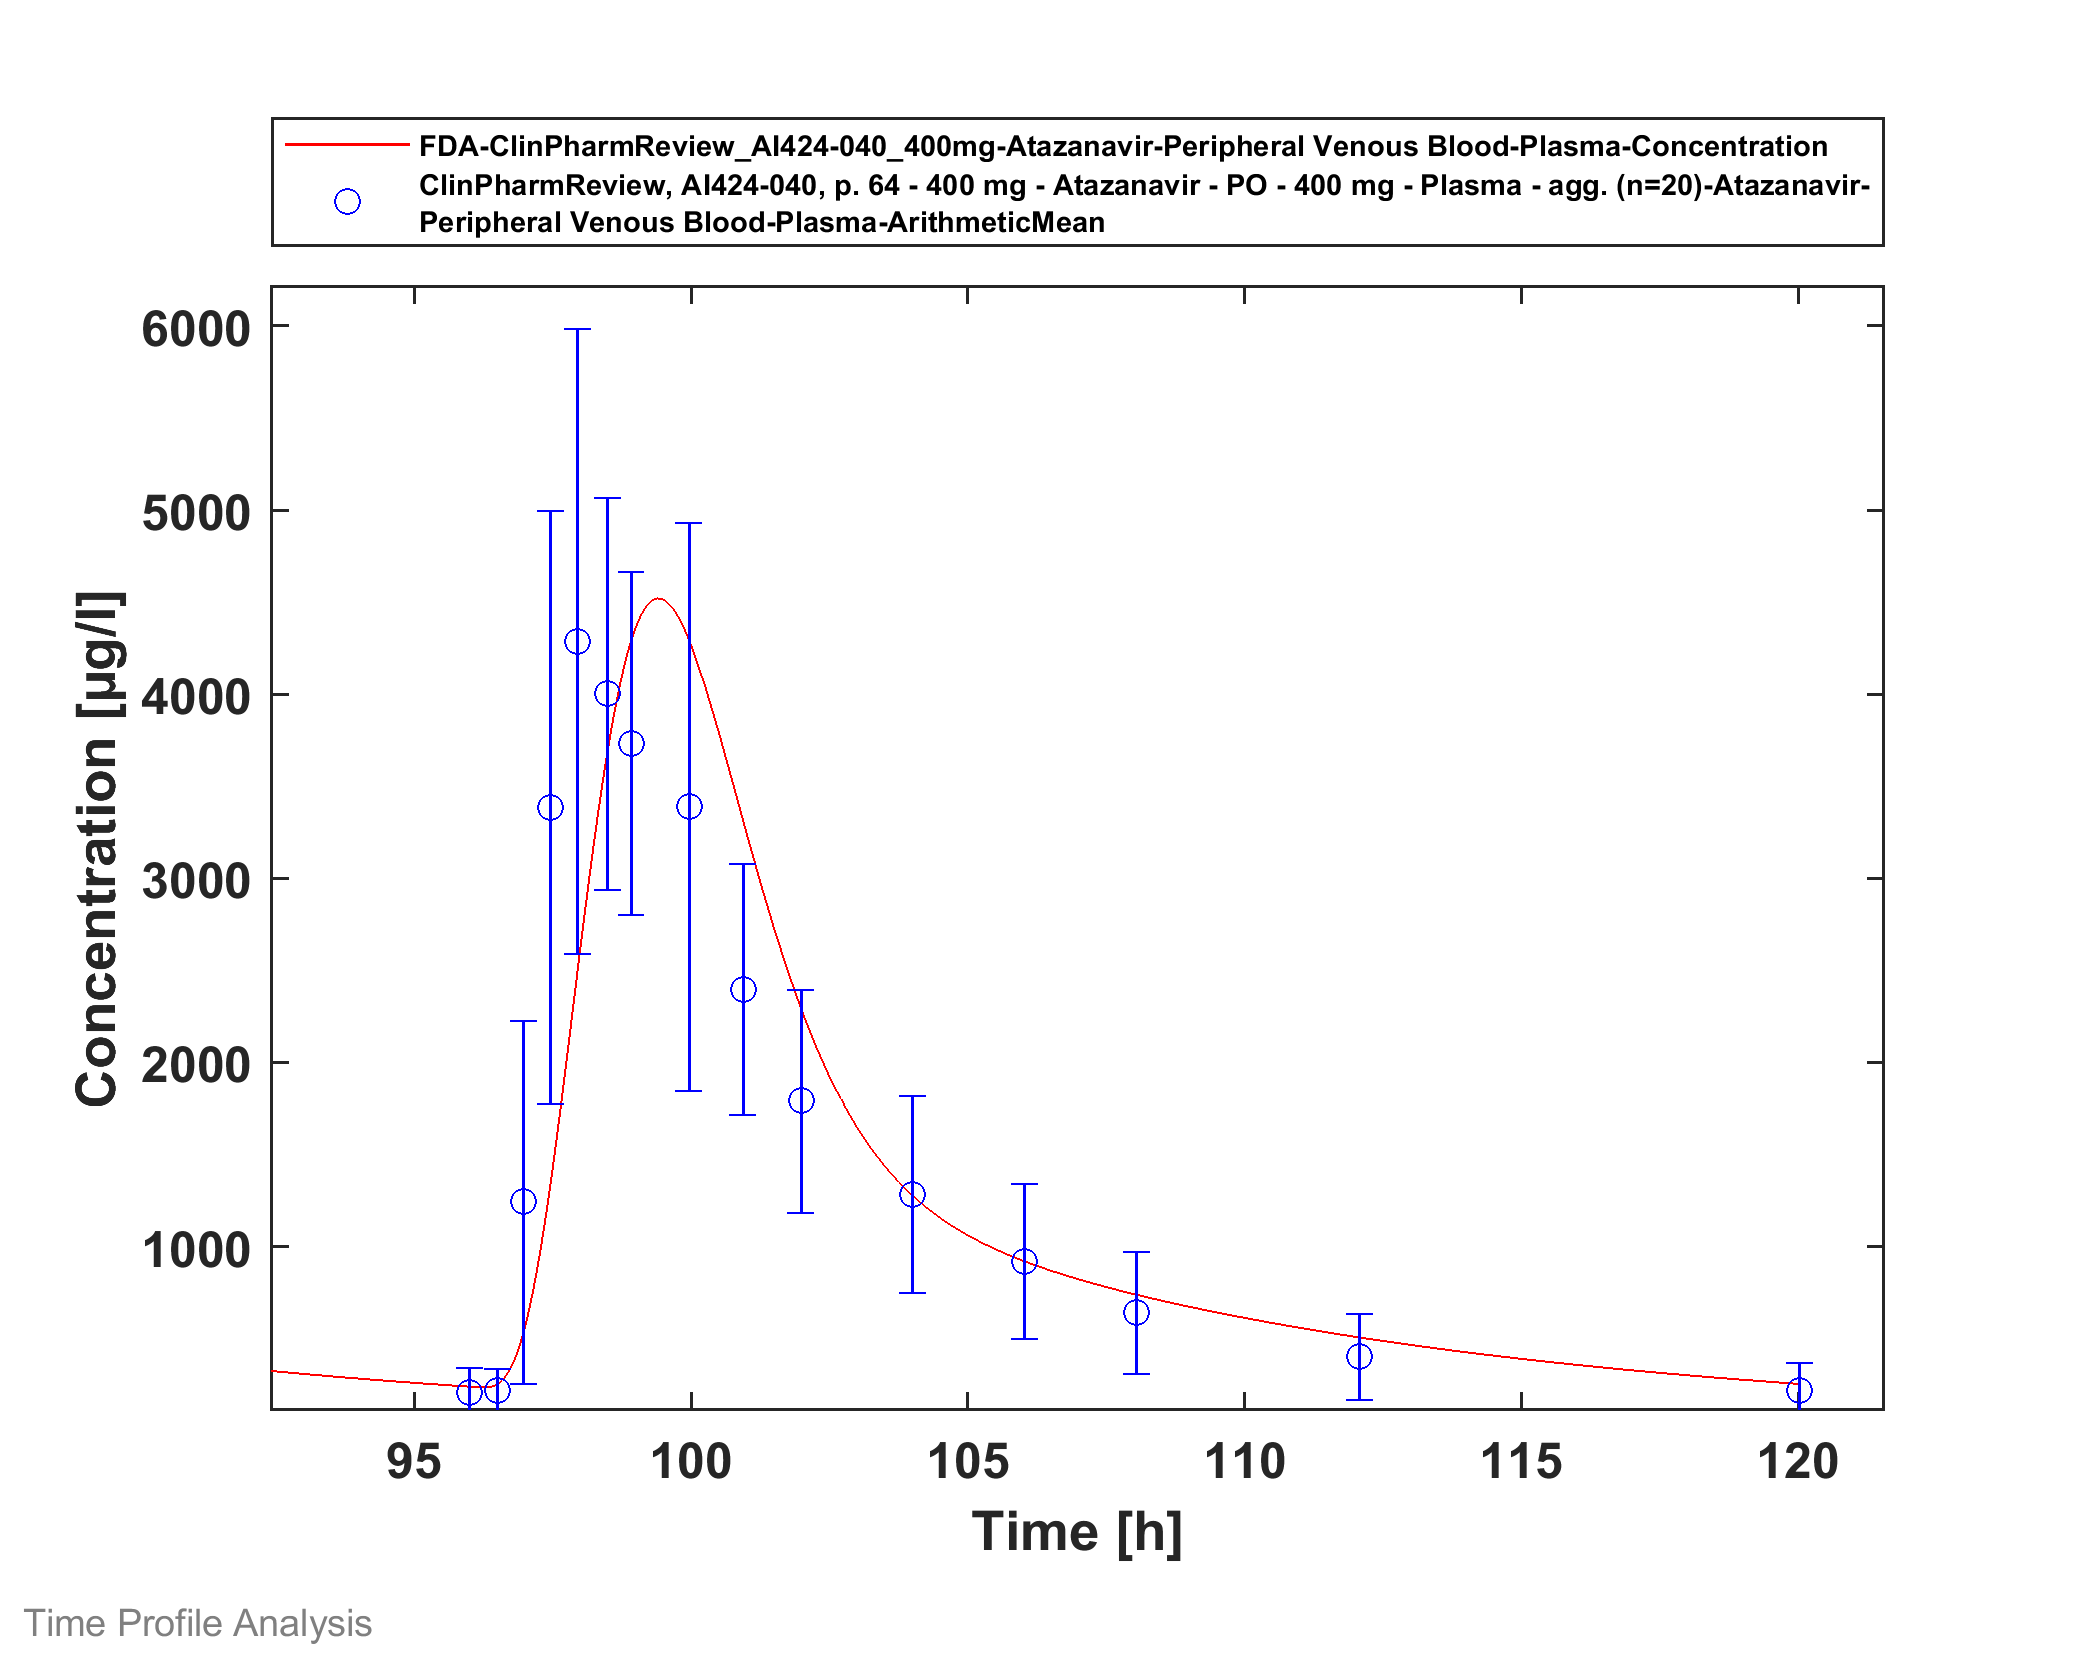 FDA-ClinPharmReview_AI424-040_400mg-Atazanavir-Peripheral Venous Blood-Plasma-Concentration
ClinPharmReview, AI424-040, p. 64 - 400 mg - Atazanavir - PO - 400 mg - Plasma - agg. (n=20)-Atazanavir-
Peripheral Venous Blood-Plasma-ArithmeticMean
6000
5000
4000
3000
2000
1000
Concentration [µg/l]
95 100 105 110 115 120
Time [h]
Time Profile Analysis